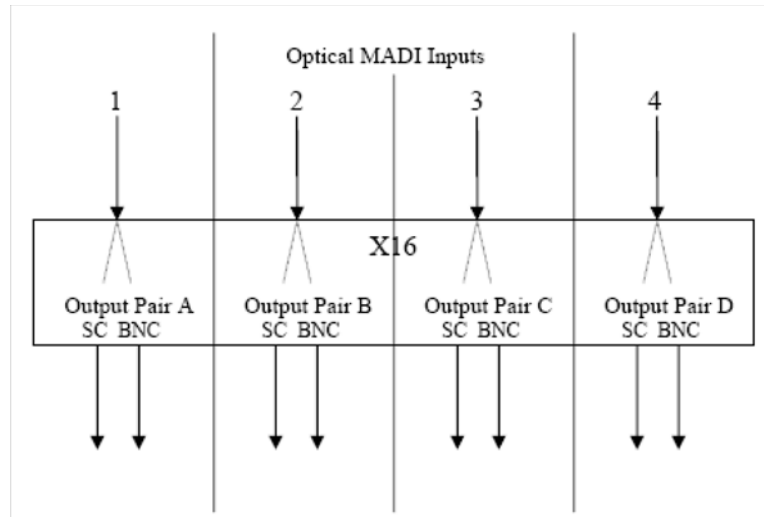 Optical MADI Inputs
1 2 3 4
X16
Output Pair A Output Pair B Output Pair C Output Pair D
SC BNC SC BNC SC BNC SC BNC